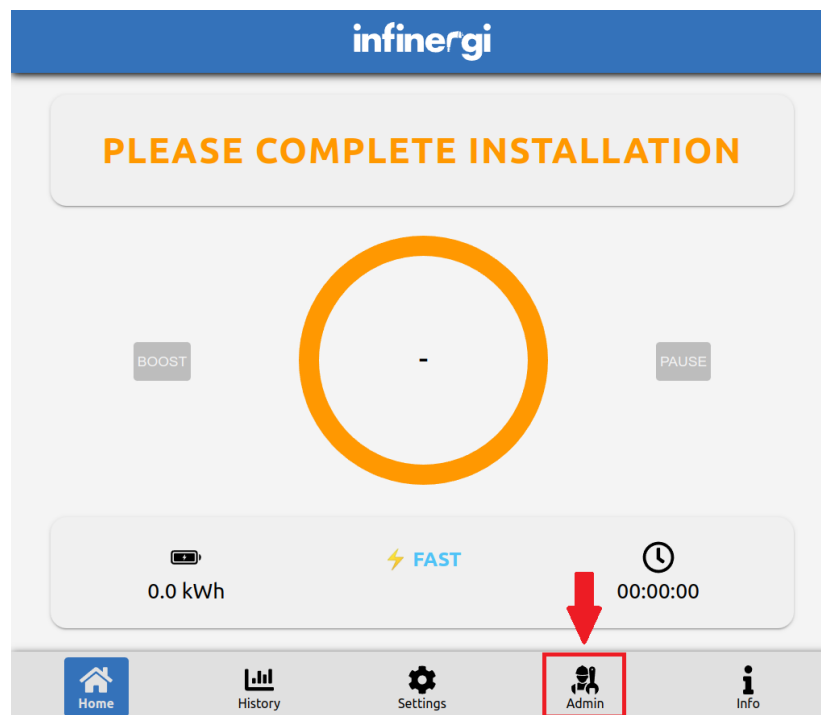 infinergi
PLEASE COMPLETE INSTALLATION
BOOST
-
PAUSE
0.0 kWh
FAST
00:00:00
Home
History
Settings
Admin
Info